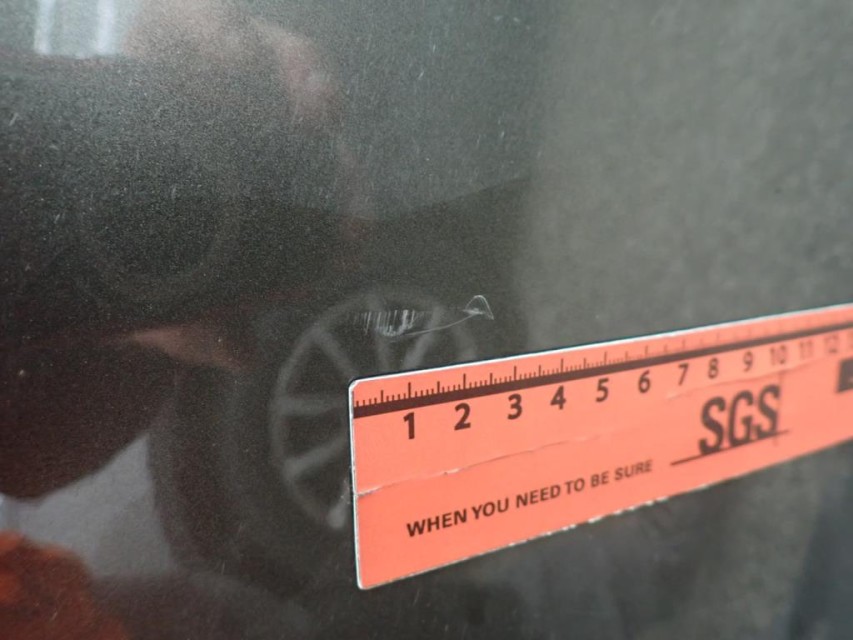 1 2 3 4 5 6 7 8 9 10 11 12
SGS
WHEN YOU NEED TO BE SURE